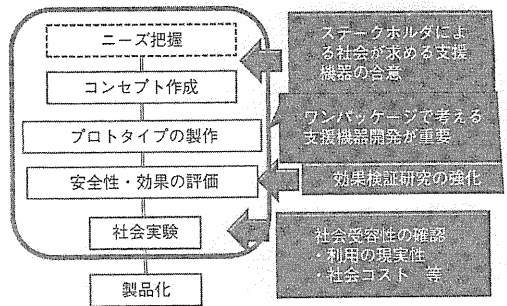 ニーズ把握
コンセプト作成
プロトタイプの製作
安全性・効果の評価
社会実験
製品化
ステークホルダによ
る社会が求める支援
機器の合意
ワンパッケージで考える
支援機器開発が重要
効果検証研究の強化
社会受容性の確認
・利用の現実性
・社会コスト 等